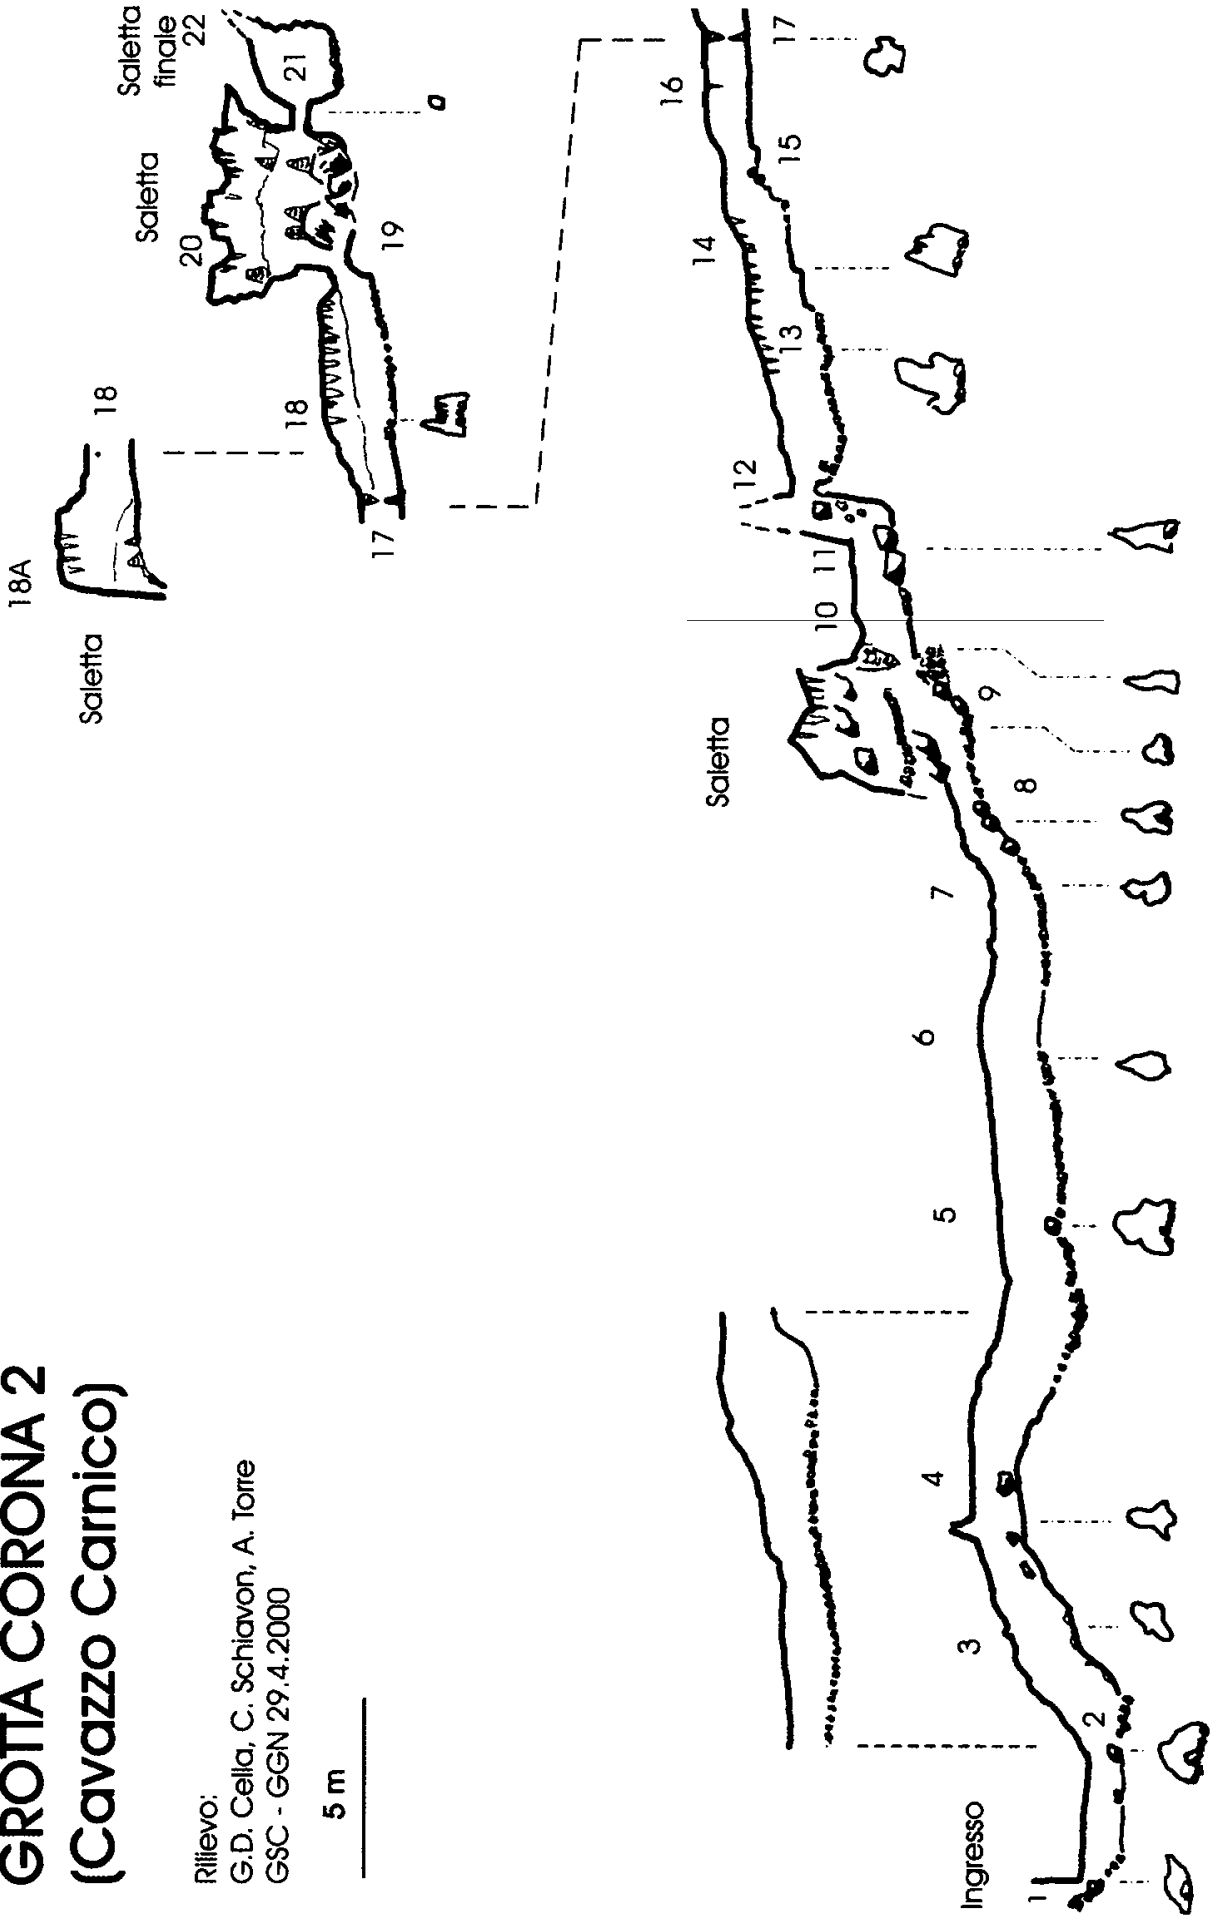 GROTTA CORONA 2
(Cavazzo Carnico)
Rilievo:
G.D. Cella, C. Schiavon, A. Torre
GSC - GGN 29.4.2000
5 m
Ingresso
1
2
3
4
5
6
7
8
9
Saletta
10
11
12
13
14
15
16
17
Saletta
18A
18
17
18
19
20
Saletta
21
Saletta
finale
22